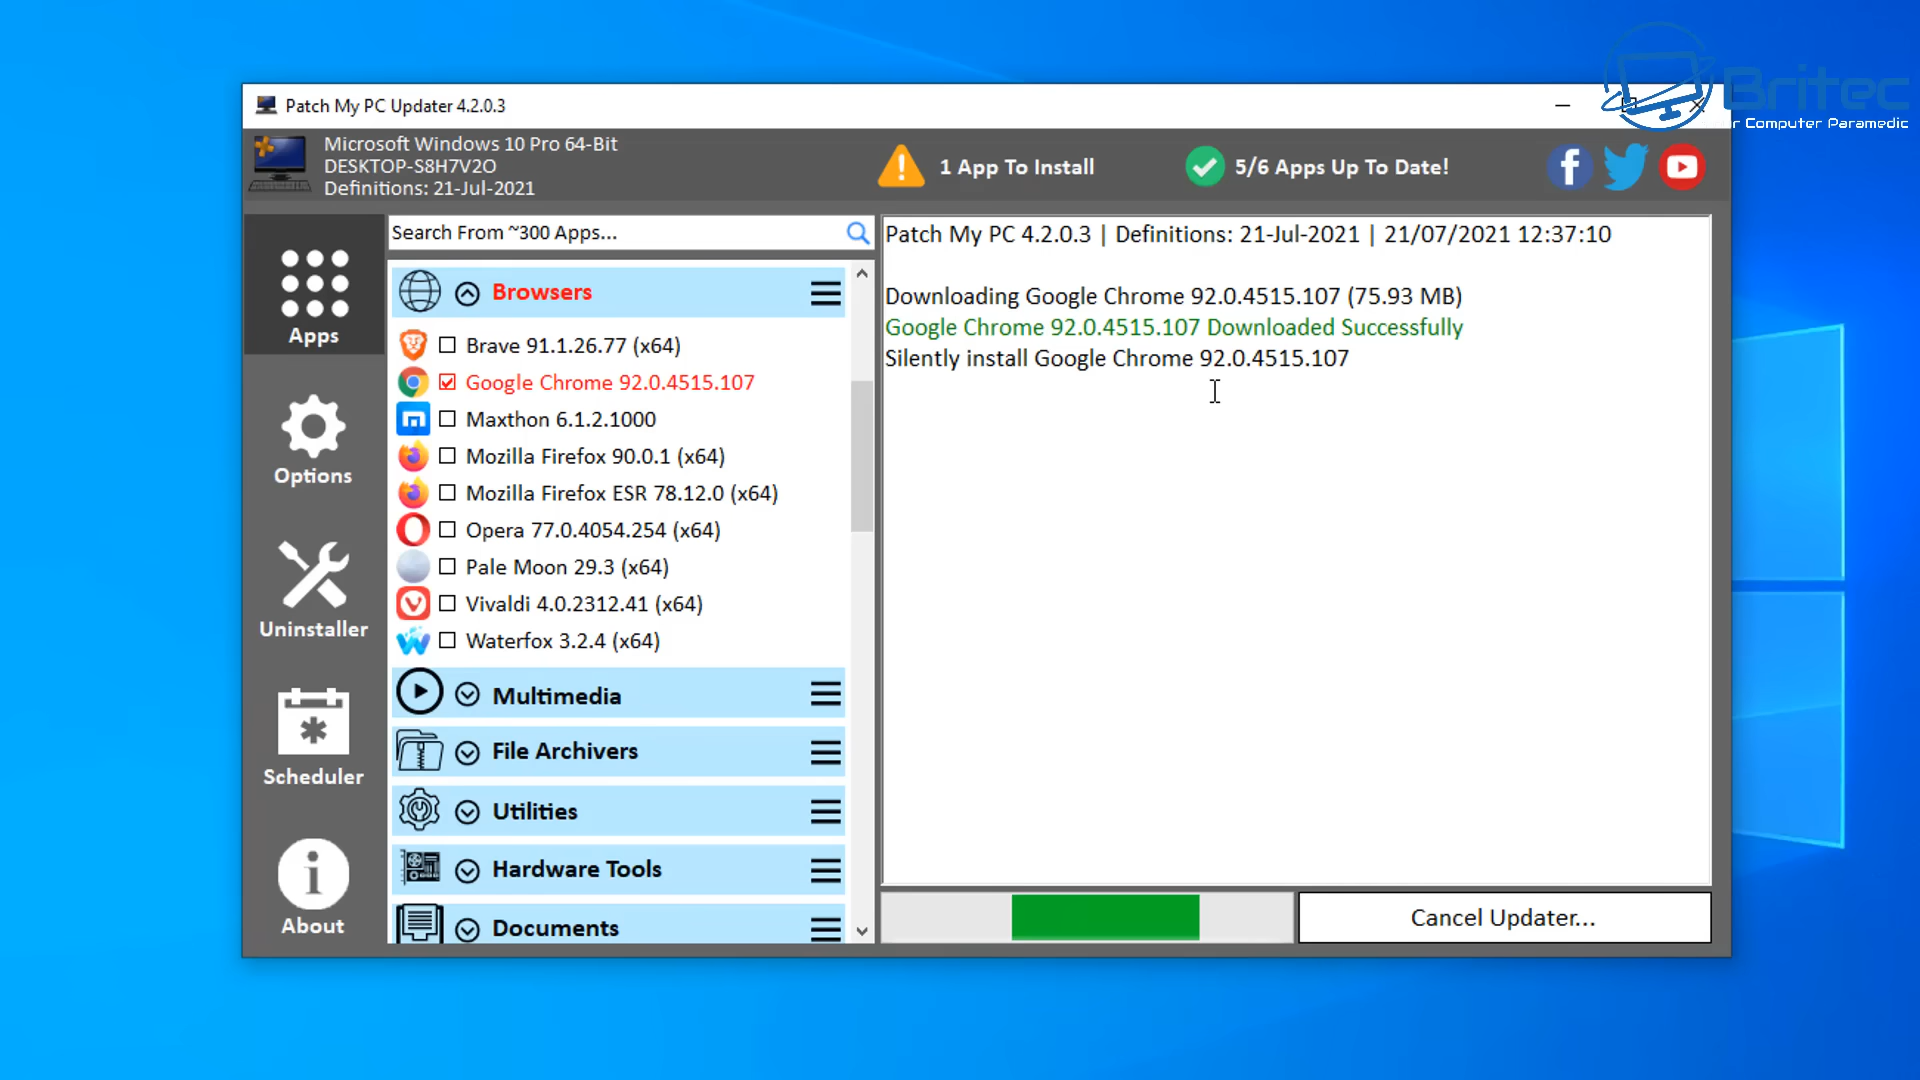 Britec
r Computer Paramedic
Patch My PC Updater 4.2.0.3
Microsoft Windows 10 Pro 64-Bit
DESKTOP-S8H7V2O
Definitions: 21-Jul-2021
1 App To Install
5/6 Apps Up To Date!
Apps
Options
Uninstaller
Scheduler
About
Search From ~300 Apps...
Browsers
Brave 91.1.26.77 (x64)
Google Chrome 92.0.4515.107
Maxthon 6.1.2.1000
Mozilla Firefox 90.0.1 (x64)
Mozilla Firefox ESR 78.12.0 (x64)
Opera 77.0.4054.254 (x64)
Pale Moon 29.3 (x64)
Vivaldi 4.0.2312.41 (x64)
Waterfox 3.2.4 (x64)
Multimedia
File Archivers
Utilities
Hardware Tools
Documents
Patch My PC 4.2.0.3 | Definitions: 21-Jul-2021 | 21/07/2021 12:37:10
Downloading Google Chrome 92.0.4515.107 (75.93 MB)
Google Chrome 92.0.4515.107 Downloaded Successfully
Silently install Google Chrome 92.0.4515.107
Cancel Updater...